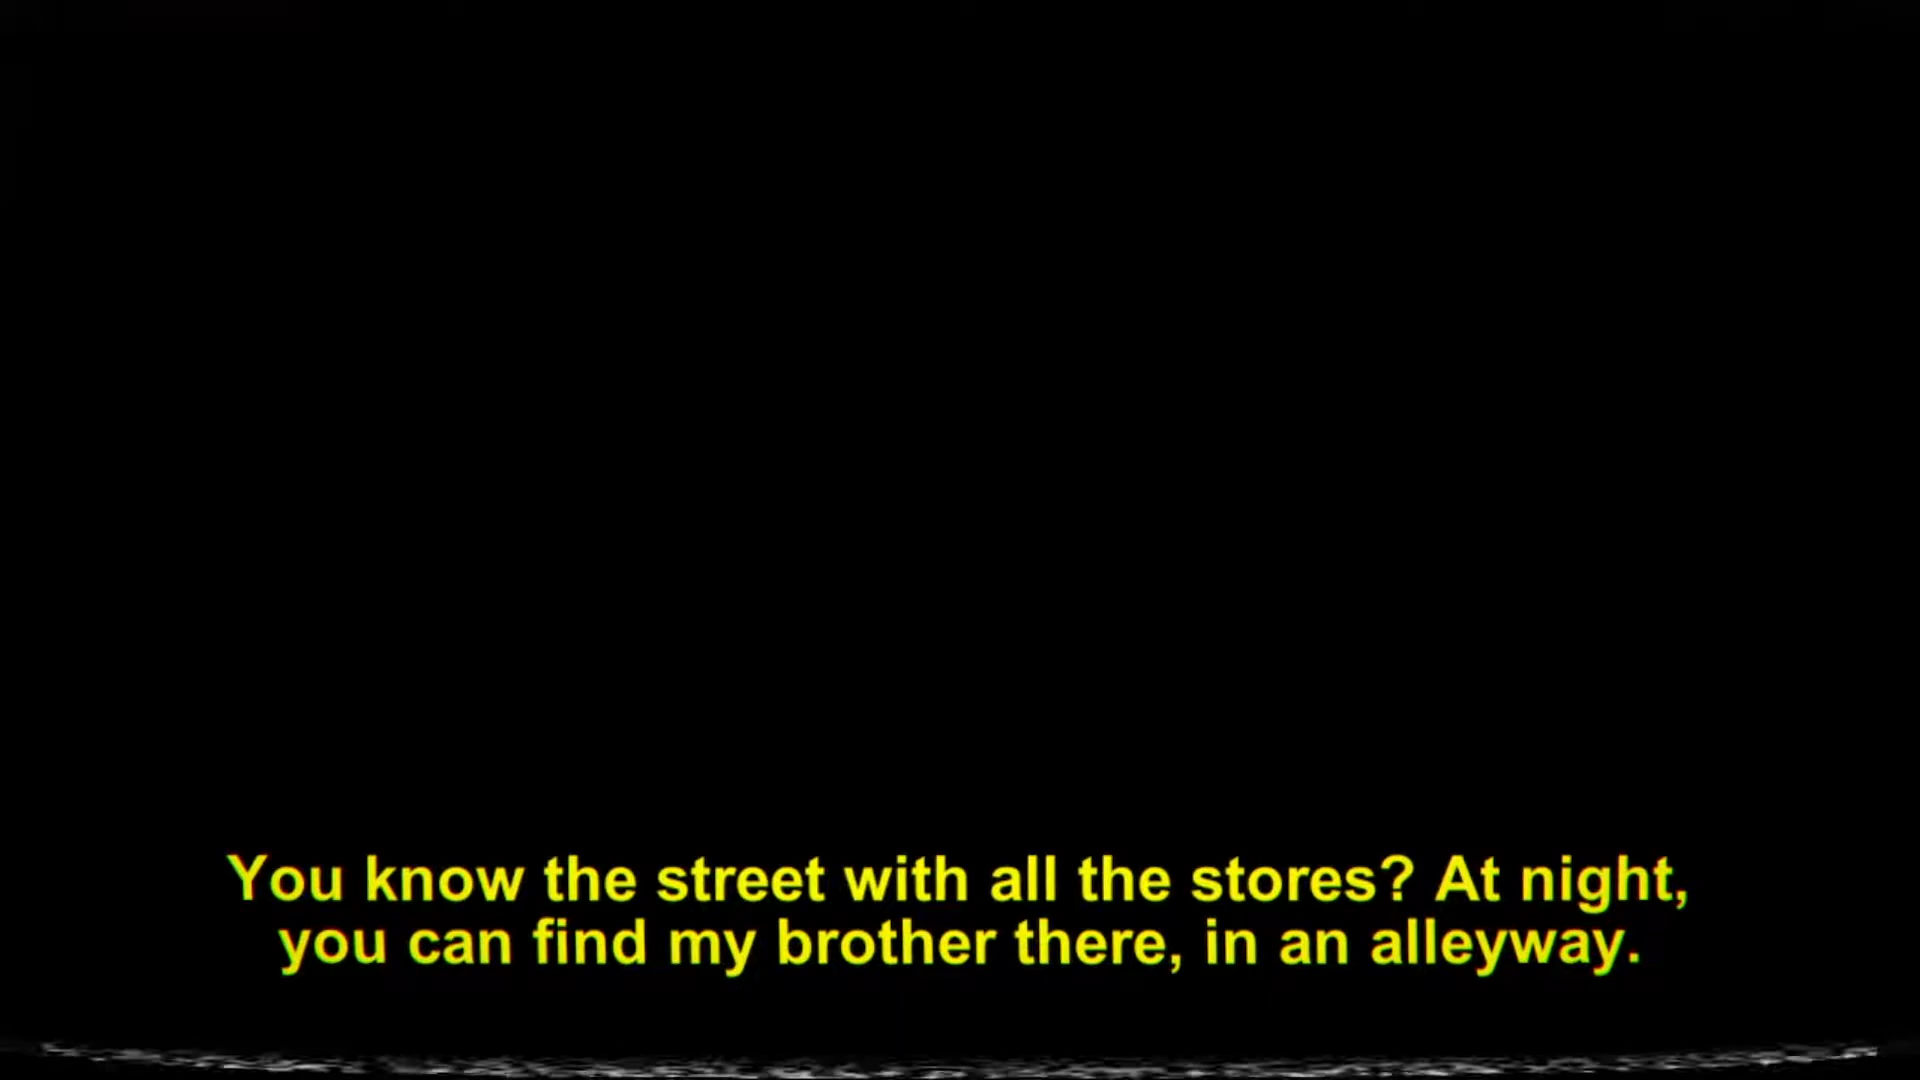 You know the street with all the stores? At night,
you can find my brother there, in an alleyway.